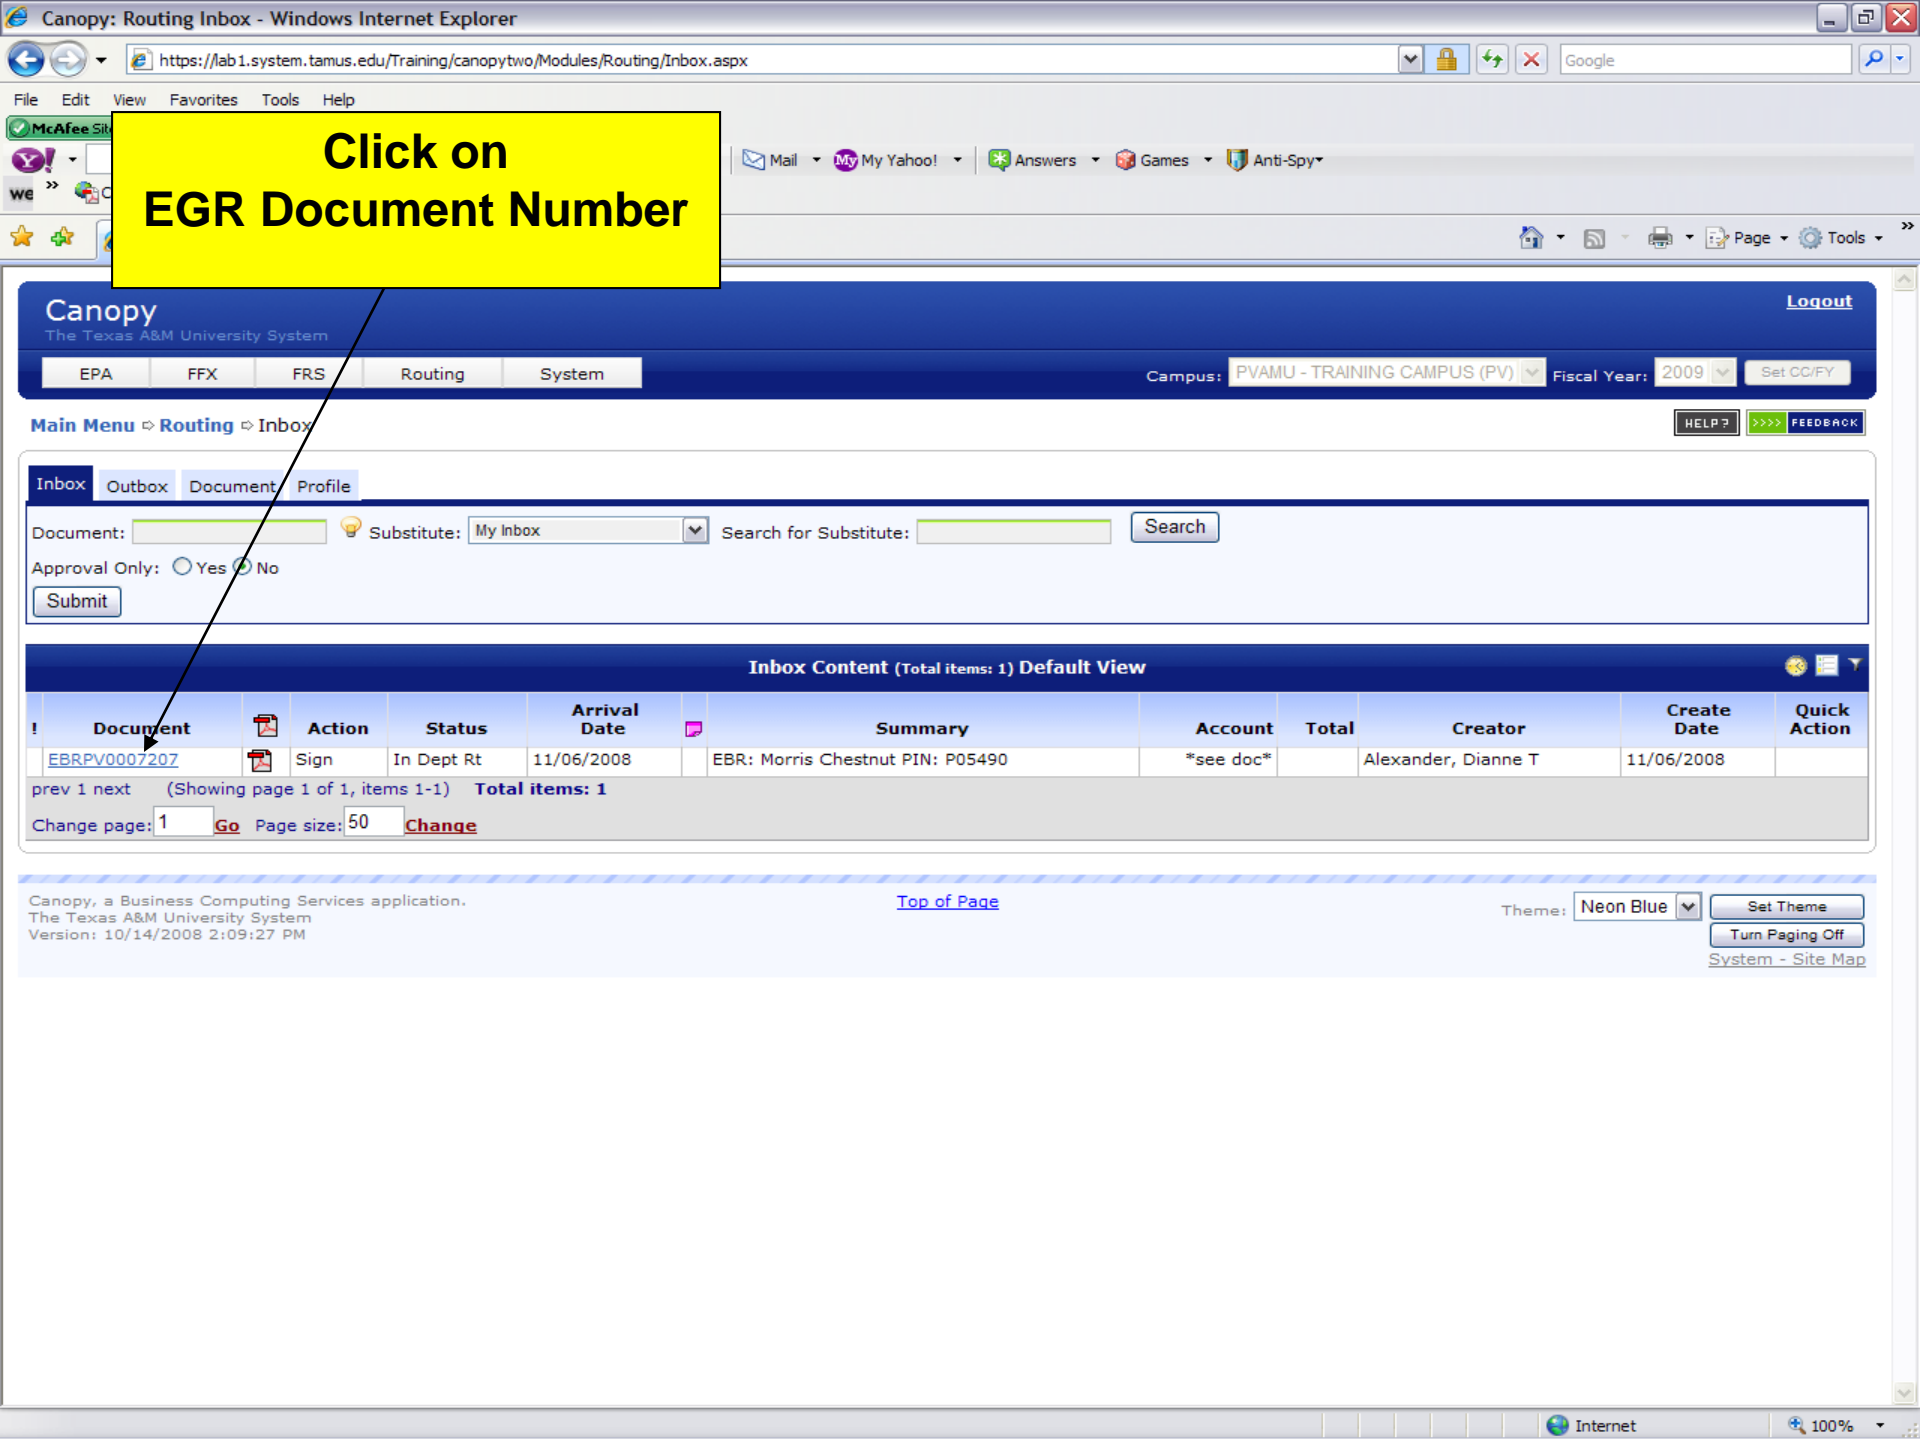 Canopy: Routing Inbox - Windows Internet Explorer
https://lab1.system.tamus.edu/Training/canopytwo/Modules/Routing/Inbox.aspx
Google
File Edit View Favorites Tools Help
McAfee
Click on
EGR Document Number
Mail My Yahoo! Answers Games Anti-Spy
we »
Page Tools »
Canopy
The Texas A&M University System
Logout
EPA FFX FRS Routing System
Campus: PVAMU - TRAINING CAMPUS (PV) Fiscal Year: 2009 Set CC/FY
Main Menu ⇨ Routing ⇨ Inbox
HELP? >>>> FEEDBACK
Inbox Outbox Document Profile
Document: Substitute: My Inbox Search for Substitute: Search
Approval Only: Yes No
Submit
Inbox Content (Total items: 1) Default View
! Document Action Status Arrival Date Summary Account Total Creator Create Date Quick Action
EBRPV0007207 Sign In Dept Rt 11/06/2008 EBR: Morris Chestnut PIN: P05490 *see doc* Alexander, Dianne T 11/06/2008
prev 1 next (Showing page 1 of 1, items 1-1) Total items: 1
Change page: 1 Go Page size: 50 Change
Canopy, a Business Computing Services application.
The Texas A&M University System
Version: 10/14/2008 2:09:27 PM
Top of Page
Theme: Neon Blue Set Theme
Turn Paging Off
System - Site Map
Internet 100%